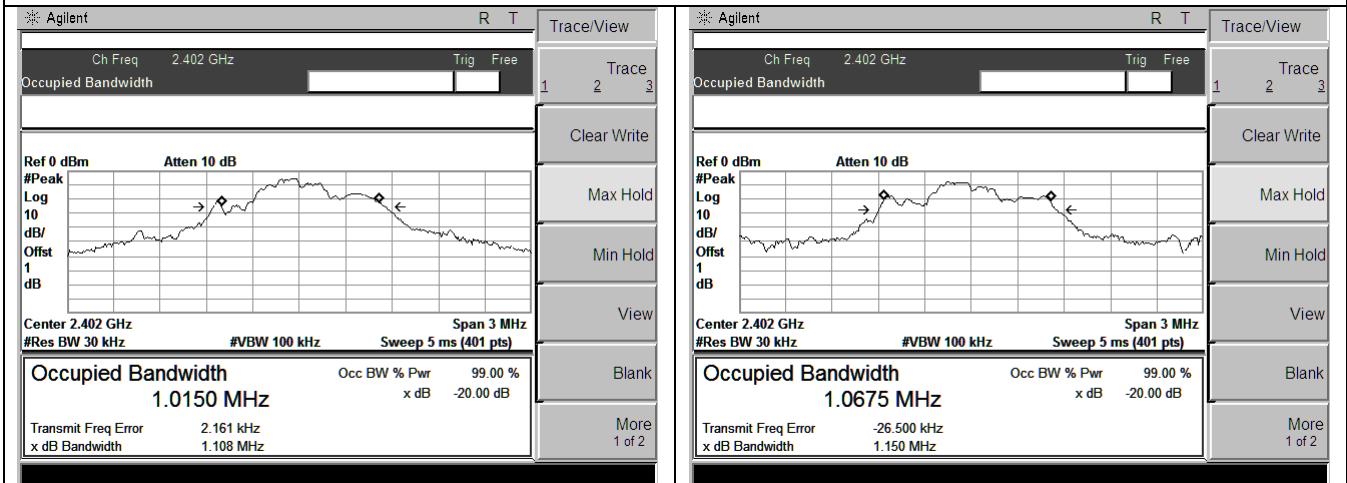 Agilent R T
Trace/View
Ch Freq 2.402 GHz Trig Free
Occupied Bandwidth
Trace
1 2 3
Clear Write
Ref 0 dBm Atten 10 dB
#Peak
Log
10
dB/
Offst
1
dB
Max Hold
Min Hold
View
Center 2.402 GHz Span 3 MHz
#Res BW 30 kHz #VBW 100 kHz Sweep 5 ms (401 pts)
Occupied Bandwidth Occ BW % Pwr 99.00 %
1.0150 MHz x dB -20.00 dB
Transmit Freq Error 2.161 kHz
x dB Bandwidth 1.108 MHz
Blank
More
1 of 2
Agilent R T
Trace/View
Ch Freq 2.402 GHz Trig Free
Occupied Bandwidth
Trace
1 2 3
Clear Write
Ref 0 dBm Atten 10 dB
#Peak
Log
10
dB/
Offst
1
dB
Max Hold
Min Hold
View
Center 2.402 GHz Span 3 MHz
#Res BW 30 kHz #VBW 100 kHz Sweep 5 ms (401 pts)
Occupied Bandwidth Occ BW % Pwr 99.00 %
1.0675 MHz x dB -20.00 dB
Transmit Freq Error -26.500 kHz
x dB Bandwidth 1.150 MHz
Blank
More
1 of 2